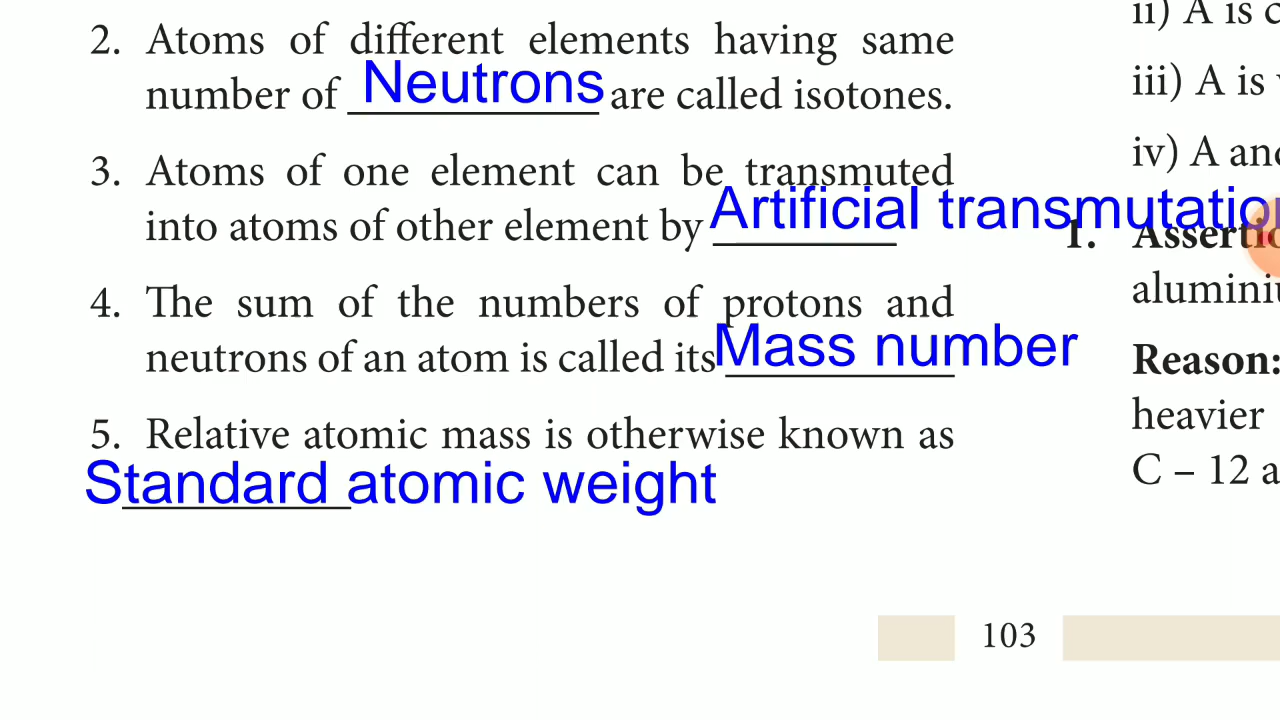 2. Atoms of different elements having same
number of Neutrons are called isotones.
3. Atoms of one element can be transmuted
into atoms of other element by Artificial transmutation
4. The sum of the numbers of protons and
neutrons of an atom is called its Mass number
5. Relative atomic mass is otherwise known as
Standard atomic weight
103
ii) A is
iii) A is
iv) A
1.
aluminiu
Reason:
heavier
C – 12 a